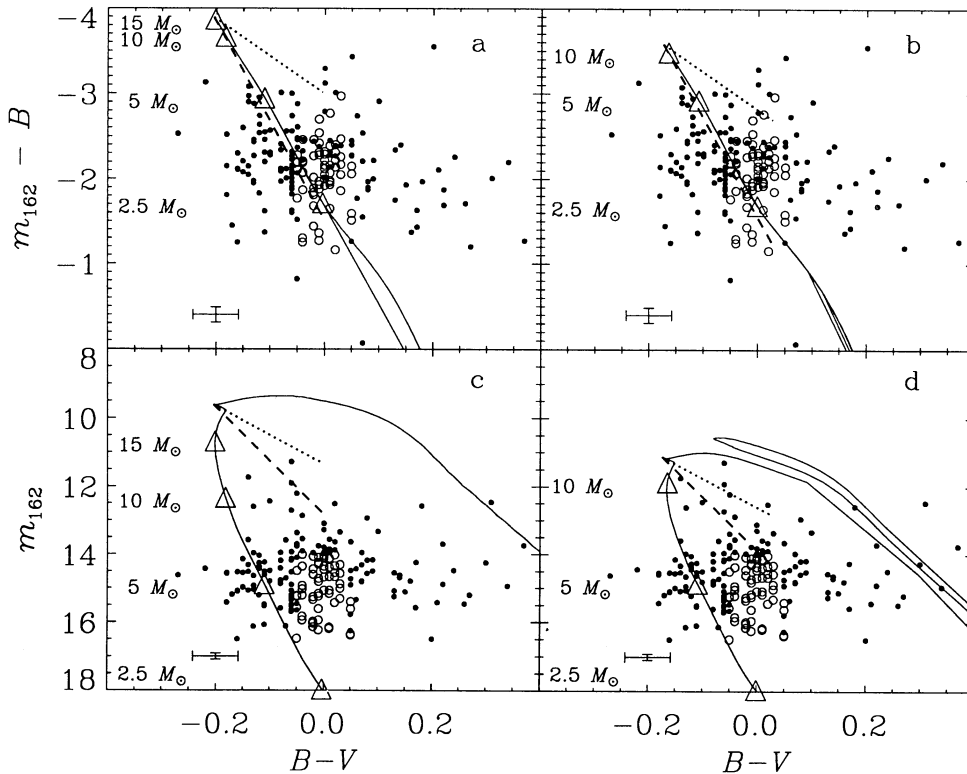 −4
−3
−2
−1
m₁₆₂ − B
15 M⊙
10 M⊙
5 M⊙
2.5 M⊙
a
10 M⊙
5 M⊙
2.5 M⊙
b
8
10
12
14
16
18
m₁₆₂
15 M⊙
10 M⊙
5 M⊙
2.5 M⊙
c
10 M⊙
5 M⊙
2.5 M⊙
d
−0.2 0.0 0.2
−0.2 0.0 0.2
B−V
B−V